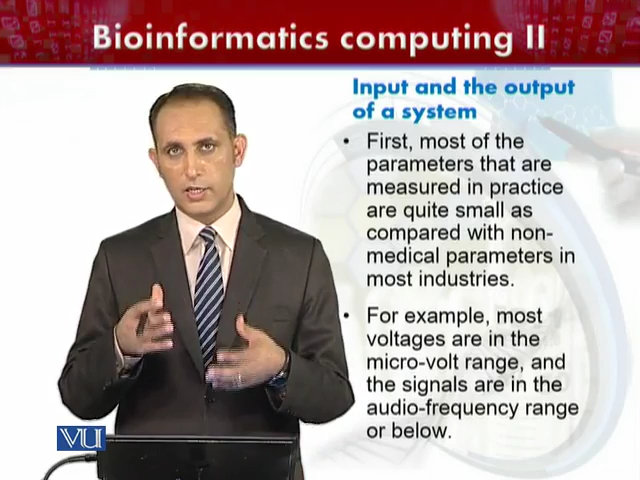 Bioinformatics computing II
Input and the output
of a system
• First, most of the
parameters that are
measured in practice
are quite small as
compared with non-
medical parameters in
most industries.
• For example, most
voltages are in the
micro-volt range, and
the signals are in the
audio-frequency range
or below.
VU